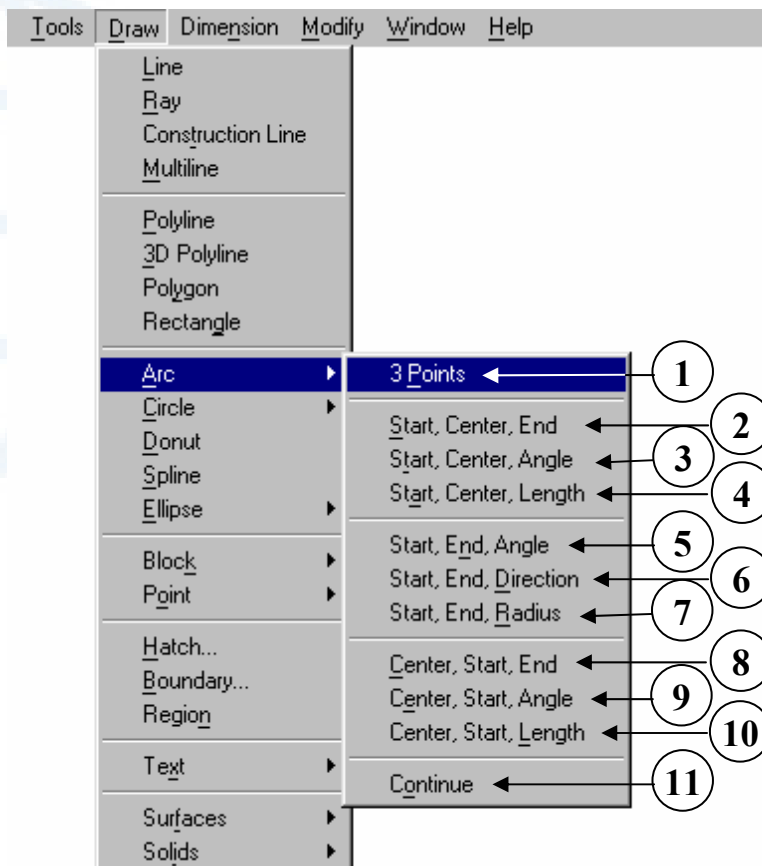 Tools Draw Dimension Modify Window Help
Line
Ray
Construction Line
Multiline
Polyline
3D Polyline
Polygon
Rectangle
Arc
Circle
Donut
Spline
Ellipse
Block
Point
Hatch...
Boundary...
Region
Text
Surfaces
Solids
3 Points 1
Start, Center, End 2
Start, Center, Angle 3
Start, Center, Length 4
Start, End, Angle 5
Start, End, Direction 6
Start, End, Radius 7
Center, Start, End 8
Center, Start, Angle 9
Center, Start, Length 10
Continue 11